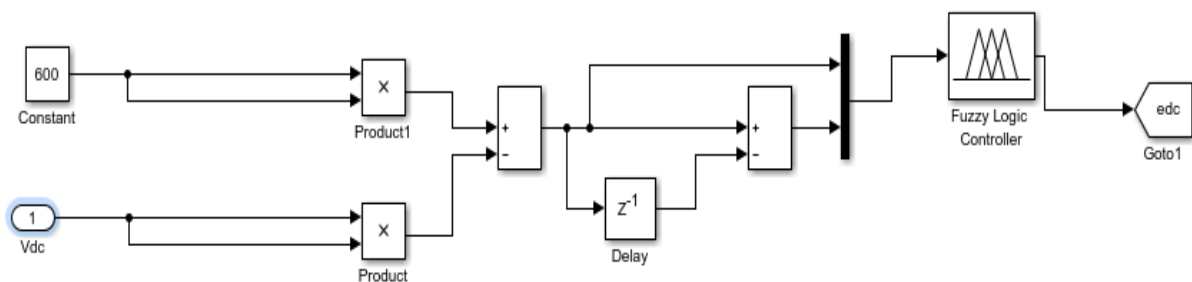 600
Constant
×
Product1
+
−
1
Vdc
×
Product
+
−
Z-1
Delay
Fuzzy Logic
Controller
edc
Goto1